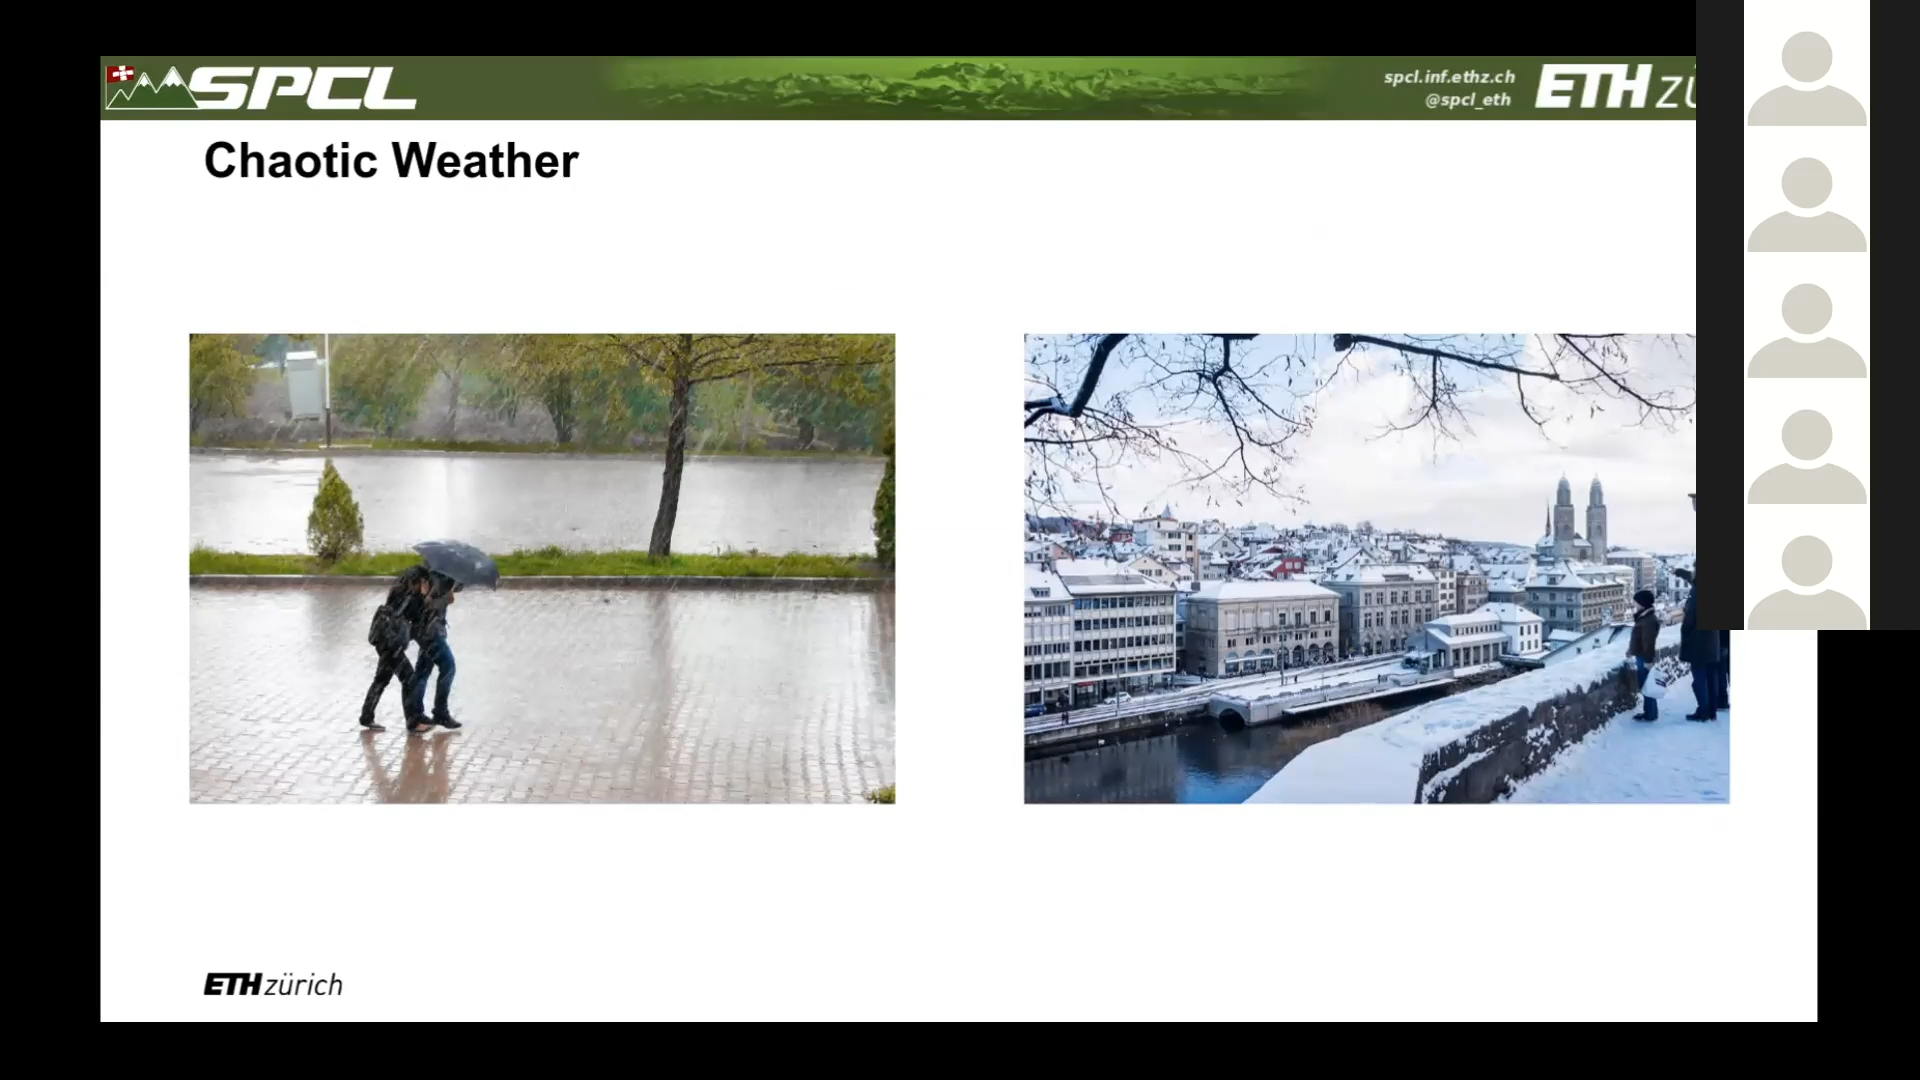 SPCL
spcl.inf.ethz.ch
@spcl_eth
ETH zü
Chaotic Weather
ETH zürich